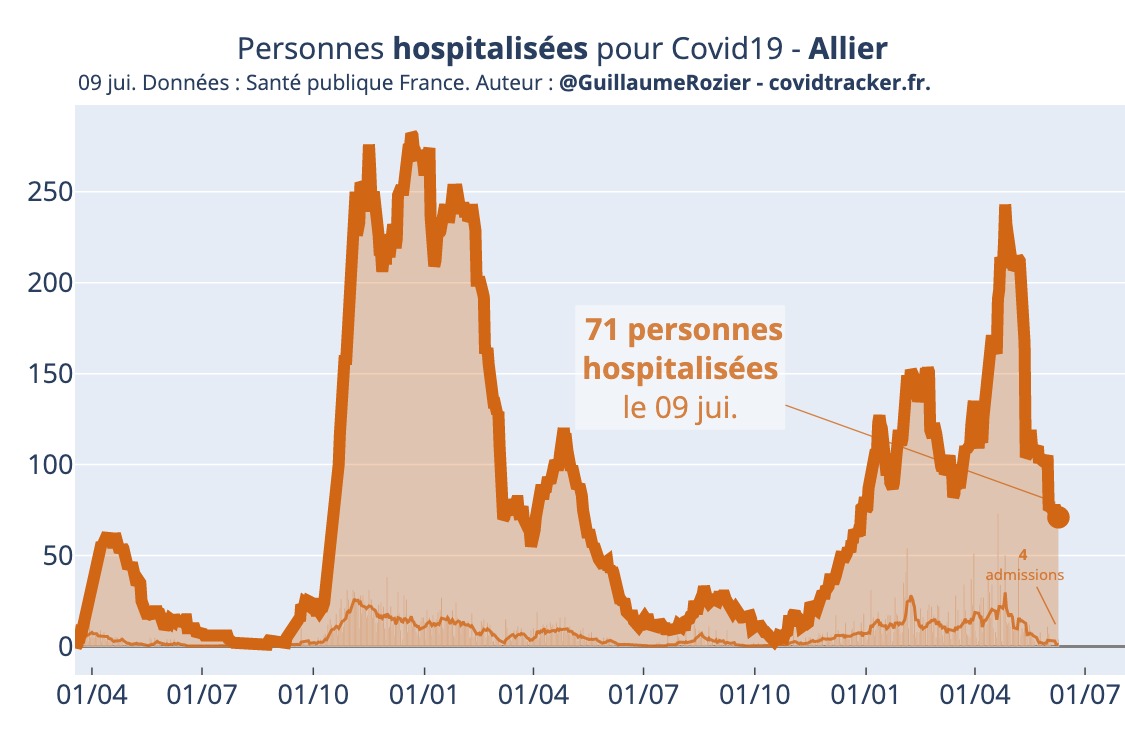 Personnes hospitalisées pour Covid19 - Allier
09 jui. Données : Santé publique France. Auteur : @GuillaumeRozier - covidtracker.fr.
250
200
150
100
50
0
71 personnes
hospitalisées
le 09 jui.
4
admissions
01/04 01/07 01/10 01/01 01/04 01/07 01/10 01/01 01/04 01/07